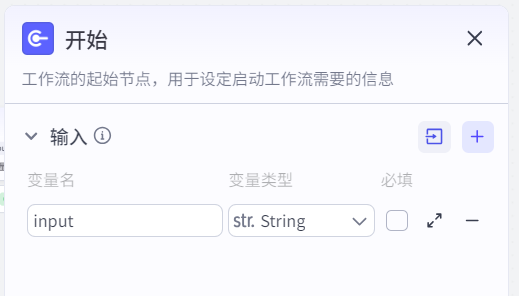 开始
工作流的起始节点，用于设定启动工作流需要的信息
输入
变量名 变量类型 必填
input str. String